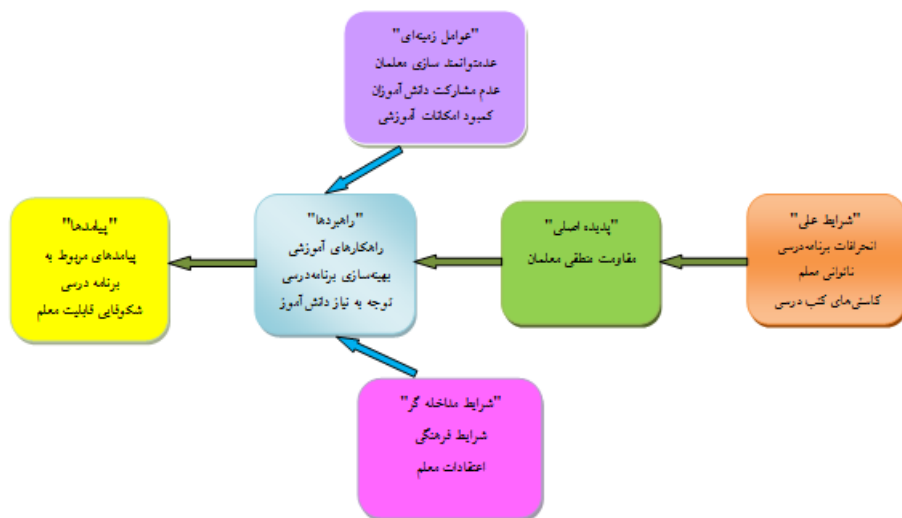 "عوامل زمینه‌ای"
عدمتوانمند سازی معلمان
عدم مشارکت دانش آموزان
کمبود امکانات آموزشی
"شرایط علی"
انحرافات برنامه‌درسی
ناتوانی معلم
کاستی‌های کتب درسی
"پدیده اصلی"
مقاومت منطقی معلمان
"راهبردها"
راهکارهای آموزشی
بهینه‌سازی برنامه‌درسی
توجه به نیاز دانش آموز
"پیامدها"
پیامدهای مربوط به
برنامه درسی
شکوفایی قابلیت معلم
"شرایط مداخله گر"
شرایط فرهنگی
اعتقادات معلم